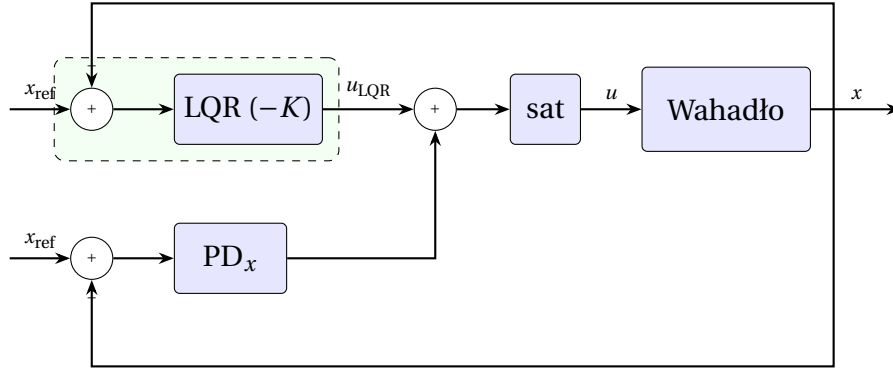 −
x_ref
+
LQR (−K)
u_LQR
+
sat
u
Wahadło
x
x_ref
+
PD_x
−